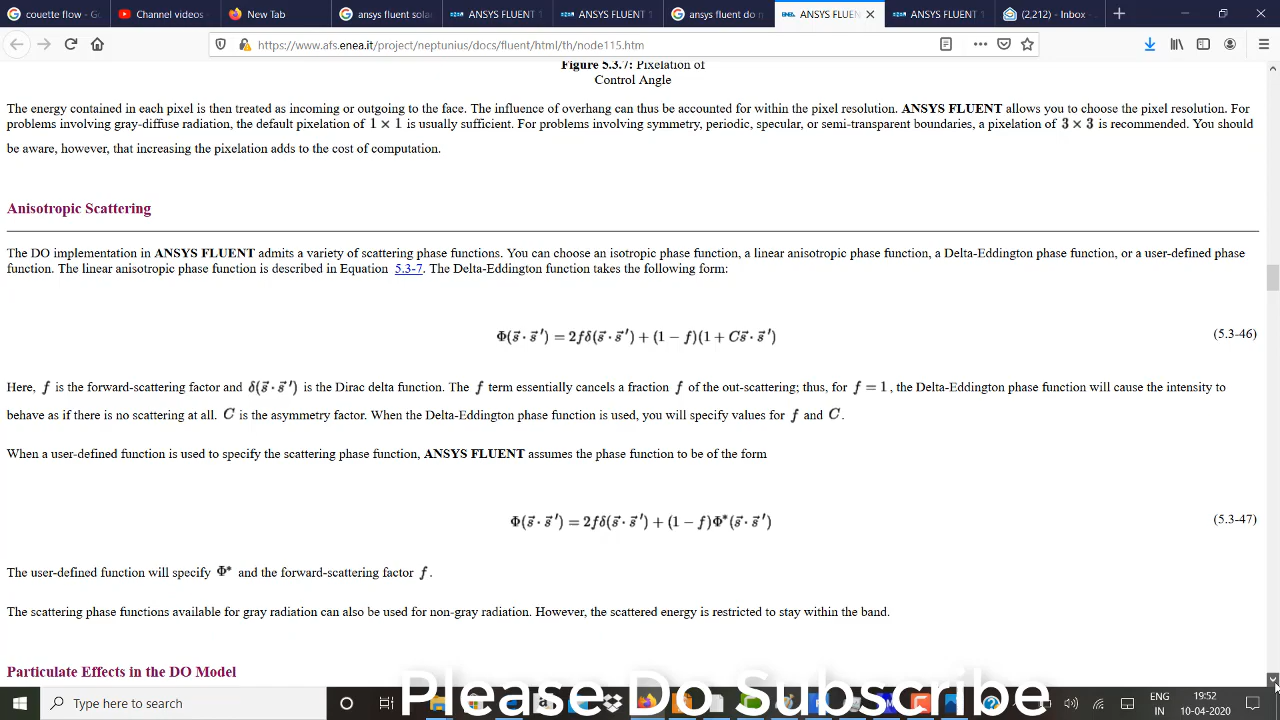 couette flow -
Channel videos
New Tab
ansys fluent sola
ANSYS FLUENT
ANSYS FLUENT
ansys fluent do
ANSYS FLUEN
ANSYS FLUENT
(2,212) - Inbox -
https://www.afs.enea.it/project/neptunius/docs/fluent/html/th/node115.htm
Figure 5.3.7: Pixelation of
Control Angle
The energy contained in each pixel is then treated as incoming or outgoing to the face. The influence of overhang can thus be accounted for within the pixel resolution. ANSYS FLUENT allows you to choose the pixel resolution. For
problems involving gray-diffuse radiation, the default pixelation of 1 × 1 is usually sufficient. For problems involving symmetry, periodic, specular, or semi-transparent boundaries, a pixelation of 3 × 3 is recommended. You should
be aware, however, that increasing the pixelation adds to the cost of computation.
Anisotropic Scattering
The DO implementation in ANSYS FLUENT admits a variety of scattering phase functions. You can choose an isotropic phase function, a linear anisotropic phase function, a Delta-Eddington phase function, or a user-defined phase
function. The linear anisotropic phase function is described in Equation 5.3-7. The Delta-Eddington function takes the following form:
Φ(s⃗ · s⃗ ′) = 2fδ(s⃗ · s⃗ ′) + (1 − f)(1 + Cs⃗ · s⃗ ′) (5.3-46)
Here, f is the forward-scattering factor and δ(s⃗ · s⃗ ′) is the Dirac delta function. The f term essentially cancels a fraction f of the out-scattering; thus, for f = 1, the Delta-Eddington phase function will cause the intensity to
behave as if there is no scattering at all. C is the asymmetry factor. When the Delta-Eddington phase function is used, you will specify values for f and C.
When a user-defined function is used to specify the scattering phase function, ANSYS FLUENT assumes the phase function to be of the form
Φ(s⃗ · s⃗ ′) = 2fδ(s⃗ · s⃗ ′) + (1 − f)Φ*(s⃗ · s⃗ ′) (5.3-47)
The user-defined function will specify Φ* and the forward-scattering factor f.
The scattering phase functions available for gray radiation can also be used for non-gray radiation. However, the scattered energy is restricted to stay within the band.
Particulate Effects in the DO Model
Please Do Subscribe
Type here to search
ENG
IN
19:52
10-04-2020